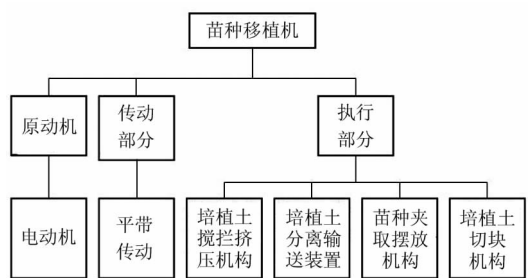 苗种移植机
原动机
传动
部分
执行
部分
电动机
平带
传动
培植土
搅拦挤
压机构
培植土
分离输
送装置
苗种夹
取摆放
机构
培植土
切块
机构